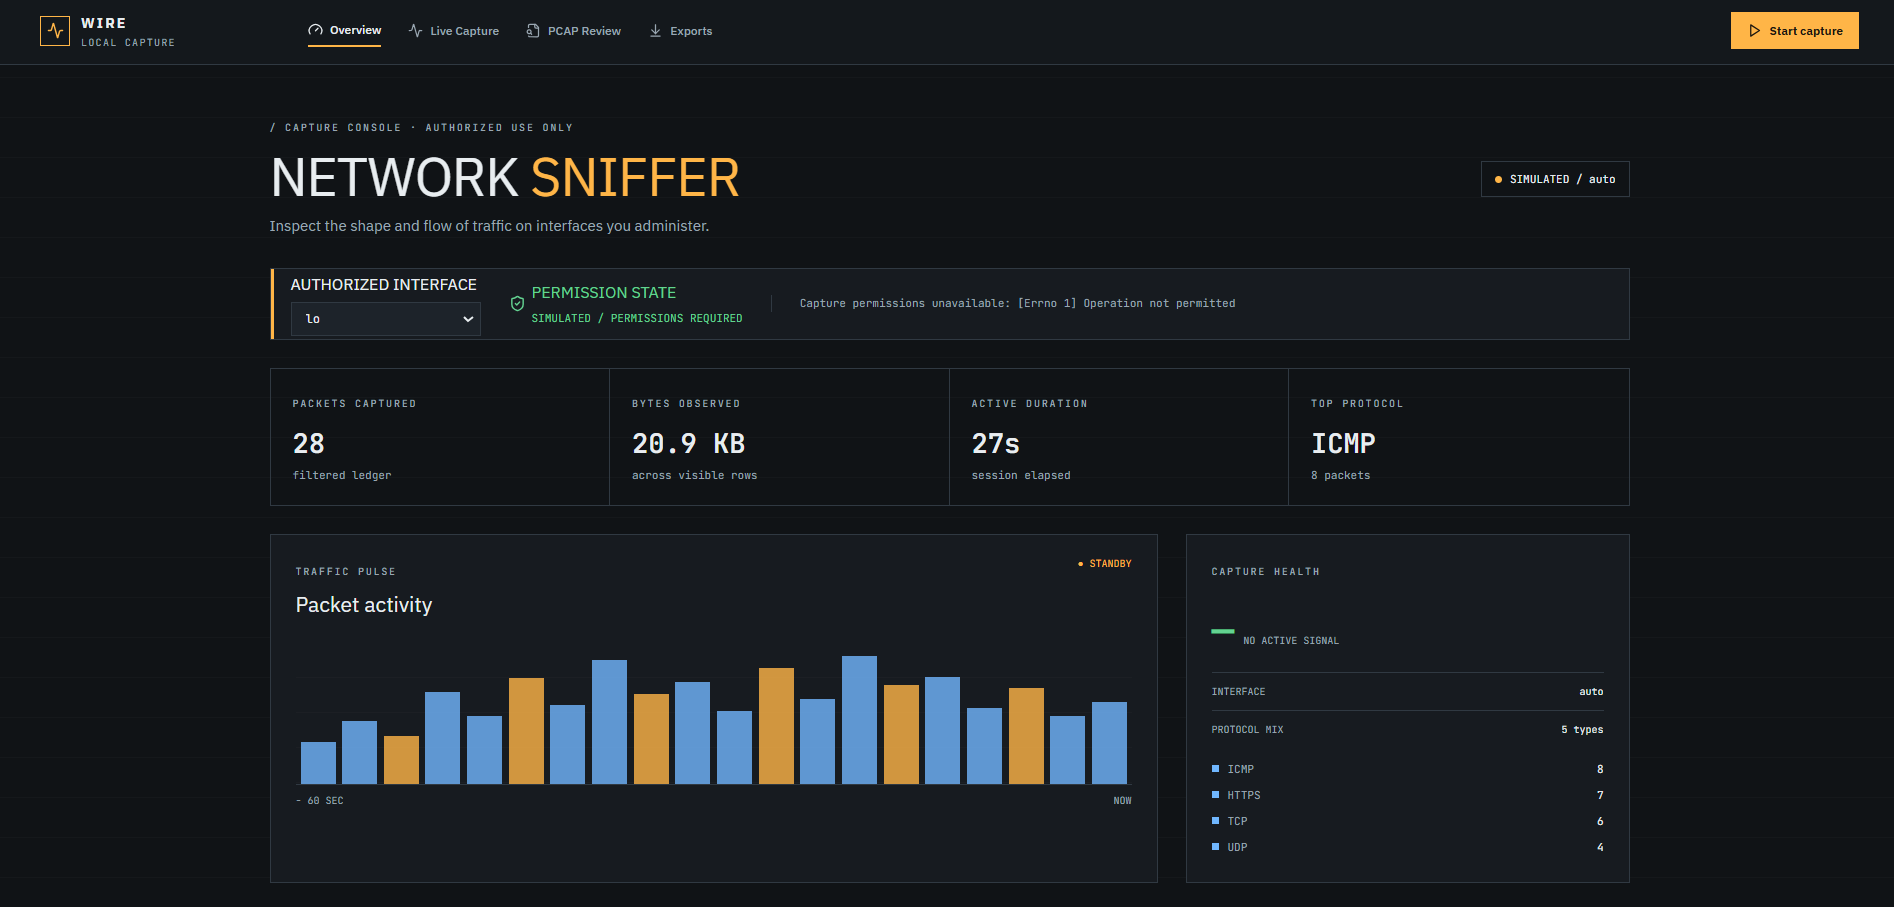 WIRE
LOCAL CAPTURE
Overview
Live Capture
PCAP Review
Exports
Start capture
/ CAPTURE CONSOLE · AUTHORIZED USE ONLY
NETWORK SNIFFER
SIMULATED / auto
Inspect the shape and flow of traffic on interfaces you administer.
AUTHORIZED INTERFACE
lo
PERMISSION STATE
SIMULATED / PERMISSIONS REQUIRED
Capture permissions unavailable: [Errno 1] Operation not permitted
PACKETS CAPTURED
28
filtered ledger
BYTES OBSERVED
20.9 KB
across visible rows
ACTIVE DURATION
27s
session elapsed
TOP PROTOCOL
ICMP
8 packets
TRAFFIC PULSE
STANDBY
Packet activity
- 60 SEC
NOW
CAPTURE HEALTH
NO ACTIVE SIGNAL
INTERFACE auto
PROTOCOL MIX 5 types
ICMP 8
HTTPS 7
TCP 6
UDP 4